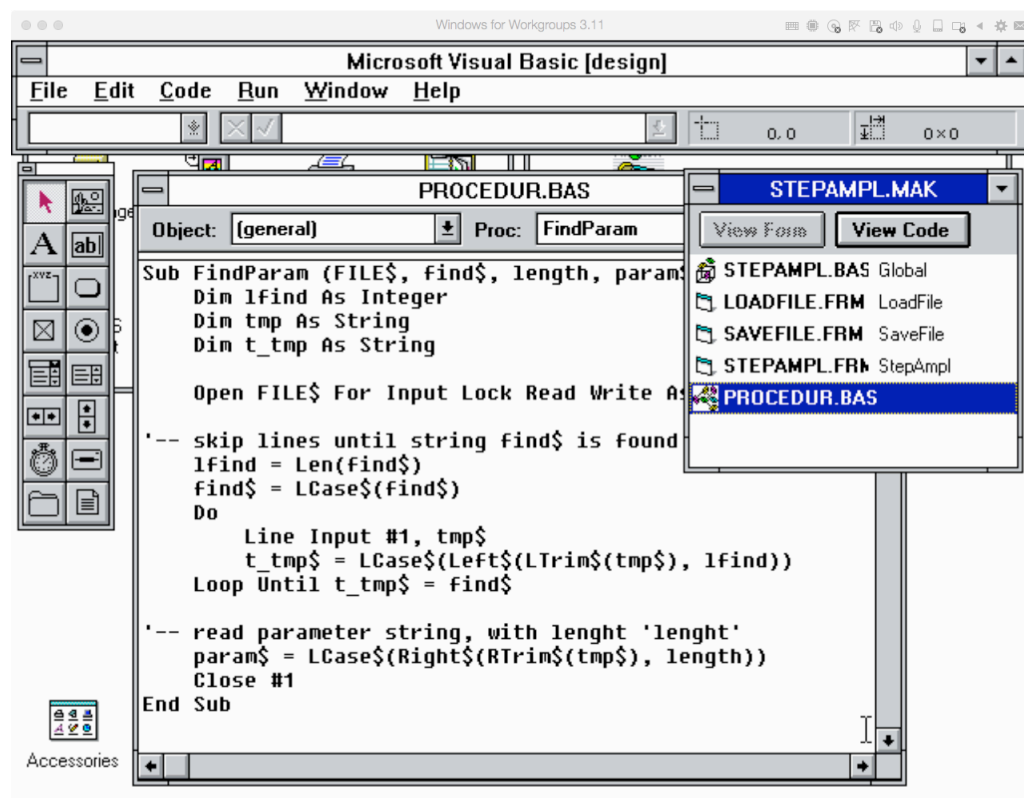 Windows for Workgroups 3.11
Microsoft Visual Basic [design]
File Edit Code Run Window Help
0,0 0×0
PROCEDUR.BAS
Object: (general) Proc: FindParam
Sub FindParam (FILE$, find$, length, param$
Dim lfind As Integer
Dim tmp As String
Dim t_tmp As String
Open FILE$ For Input Lock Read Write As
'-- skip lines until string find$ is found
lfind = Len(find$)
find$ = LCase$(find$)
Do
Line Input #1, tmp$
t_tmp$ = LCase$(Left$(LTrim$(tmp$), lfind))
Loop Until t_tmp$ = find$
'-- read parameter string, with lenght 'lenght'
param$ = LCase$(Right$(RTrim$(tmp$), length))
Close #1
End Sub
STEPAMPL.MAK
View Form View Code
STEPAMPL.BAS Global
LOADFILE.FRM LoadFile
SAVEFILE.FRM SaveFile
STEPAMPL.FRM StepAmpl
PROCEDUR.BAS
A ab
xyz
Accessories